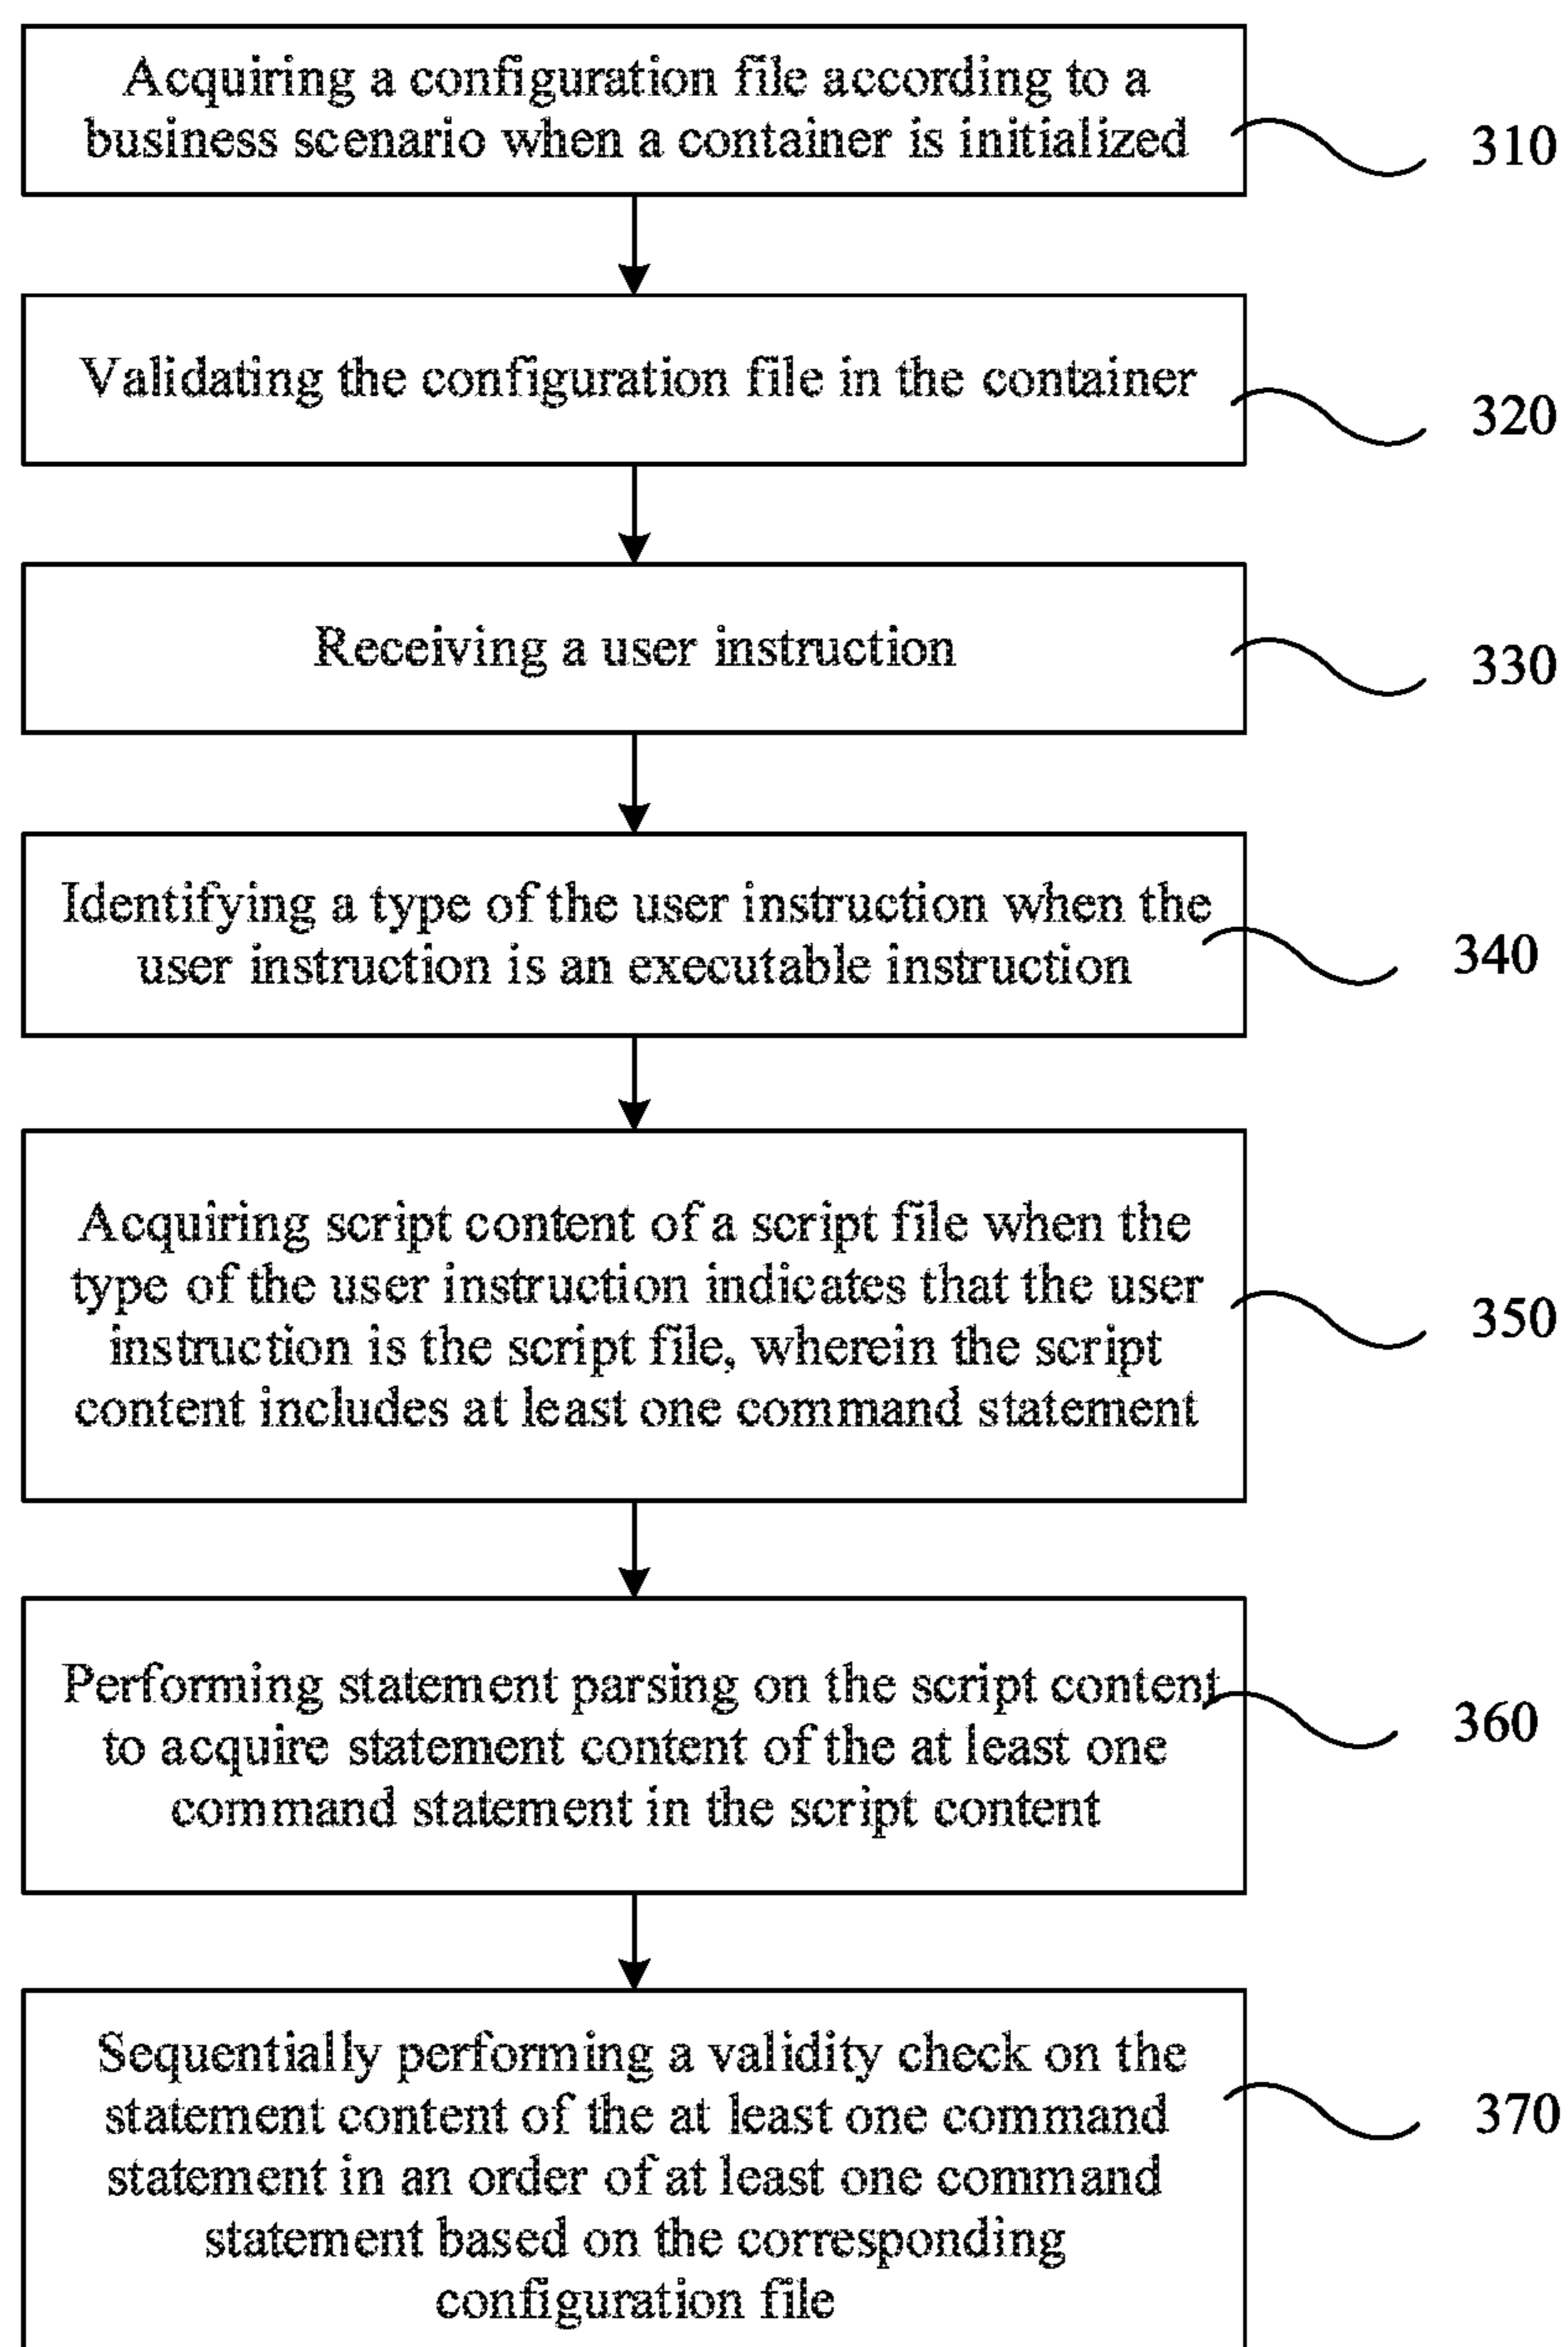 Acquiring a configuration file according to a
business scenario when a container is initialized
310
Validating the configuration file in the container
320
Receiving a user instruction
330
Identifying a type of the user instruction when the
user instruction is an executable instruction
340
Acquiring script content of a script file when the
type of the user instruction indicates that the user
instruction is the script file, wherein the script
content includes at least one command statement
350
Performing statement parsing on the script content
to acquire statement content of the at least one
command statement in the script content
360
Sequentially performing a validity check on the
statement content of the at least one command
statement in an order of at least one command
statement based on the corresponding
configuration file
370